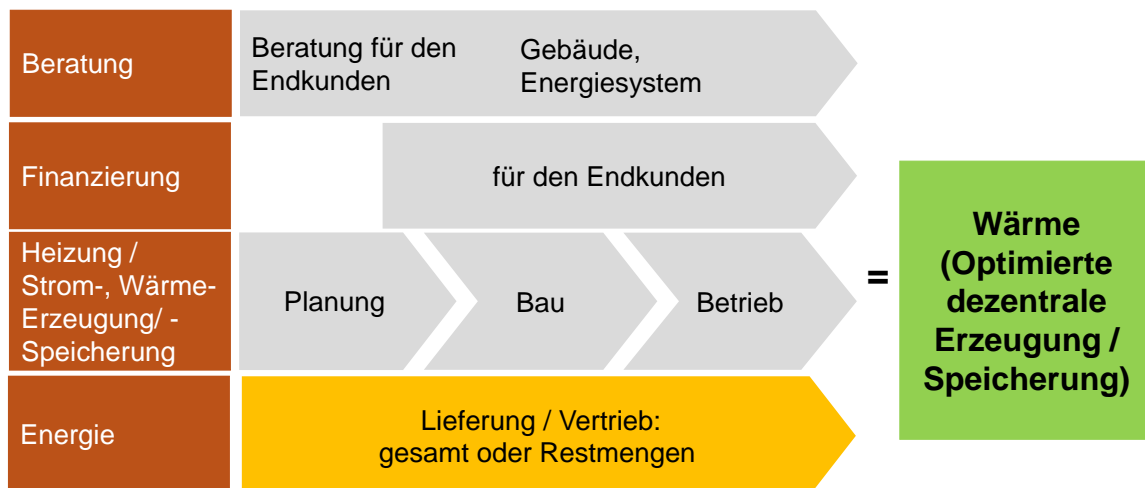 Beratung
Beratung für den
Endkunden
Gebäude,
Energiesystem
Finanzierung
für den Endkunden
Heizung /
Strom-, Wärme-
Erzeugung/ -
Speicherung
Planung
Bau
Betrieb
Energie
Lieferung / Vertrieb:
gesamt oder Restmengen
=
Wärme
(Optimierte
dezentrale
Erzeugung /
Speicherung)